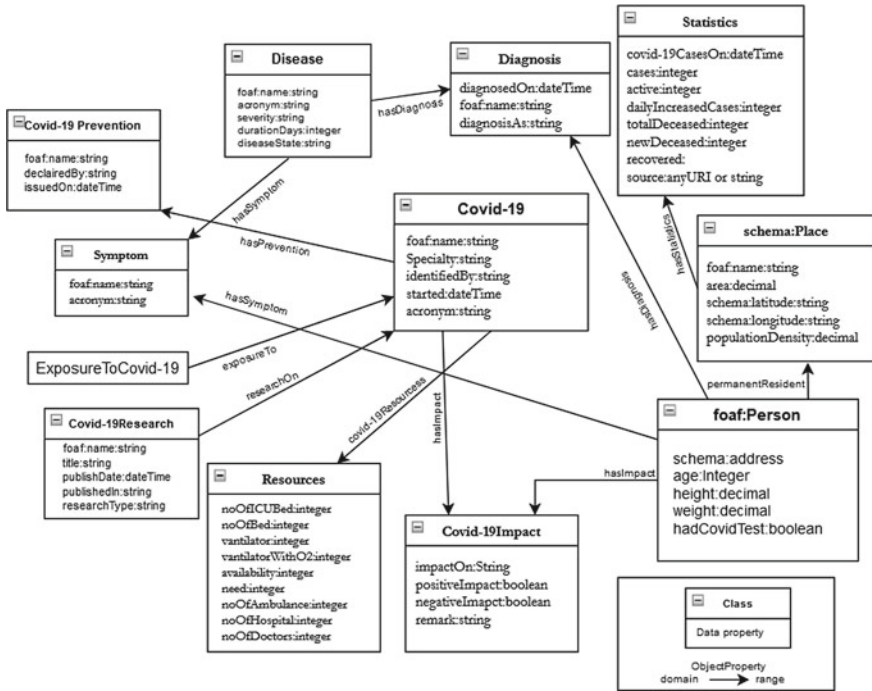 Disease
foaf:name:string
acronym:string
severity:string
durationDays:integer
diseaseState:string
hasDiagnosis
Diagnosis
diagnosedOn:dateTime
foaf:name:string
diagnosisAs:string
Statistics
covid-19CasesOn:dateTime
cases:integer
active:integer
dailyIncreasedCases:integer
totalDeceased:integer
newDeceased:integer
recovered:
source:anyURI or string
Covid-19 Prevention
foaf:name:string
declairedBy:string
issuedOn:dateTime
hasSymptom
hasPrevention
Symptom
foaf:name:string
acronym:string
hasSymptom
Covid-19
foaf:name:string
Specialty:string
identifiedBy:string
started:dateTime
acronym:string
hasDiagnosis
hasStatidtics
schema:Place
foaf:name:string
area:decimal
schema:latitude:string
schema:longitude:string
populationDensity:decimal
permanentResident
ExposureToCovid-19
exposureTo
researchOn
Covid-19Research
foaf:name:string
title:string
publishDate:dateTime
publishedIn:string
researchType:string
covid-19Resourcess
hasImpact
Resources
noOfICUBed:integer
noOfBed:integer
vantilator:integer
vantilatorWithO2:integer
availability:integer
need:integer
noOfAmbulance:integer
noOfHospital:integer
noOfDoctors:integer
hasImpact
Covid-19Impact
impactOn:String
positiveImpact:boolean
negativeImapct:boolean
remark:string
foaf:Person
schema:address
age:Integer
height:decimal
weight:decimal
hadCovidTest:boolean
Class
Data property
ObjectProperty
domain range